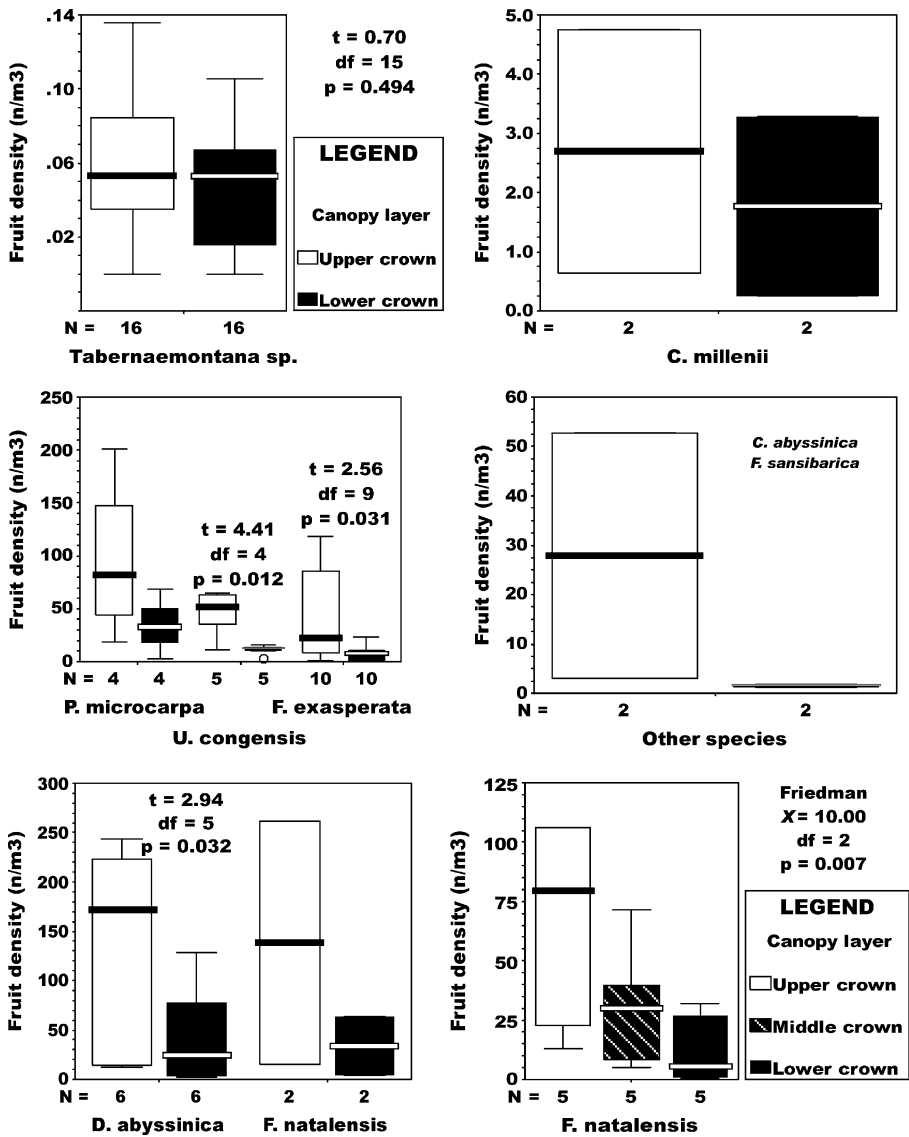 Fruit density (n/m3)
.14
.10
.06
.02
t = 0.70
df = 15
p = 0.494
LEGEND
Canopy layer
Upper crown
Lower crown
N = 16 16
Tabernaemontana sp.
Fruit density (n/m3)
5.0
4.0
3.0
2.0
1.0
0.0
N = 2 2
C. millenii
Fruit density (n/m3)
250
200
150
100
50
0
t = 4.41
df = 4
p = 0.012
t = 2.56
df = 9
p = 0.031
N = 4 4 5 5 10 10
P. microcarpa F. exasperata
U. congensis
Fruit density (n/m3)
60
50
40
30
20
10
0
C. abyssinica
F. sansibarica
N = 2 2
Other species
Fruit density (n/m3)
300
250
200
150
100
50
0
t = 2.94
df = 5
p = 0.032
N = 6 6 2 2
D. abyssinica F. natalensis
Fruit density (n/m3)
125
100
75
50
25
0
Friedman
X = 10.00
df = 2
p = 0.007
LEGEND
Canopy layer
Upper crown
Middle crown
Lower crown
N = 5 5 5
F. natalensis